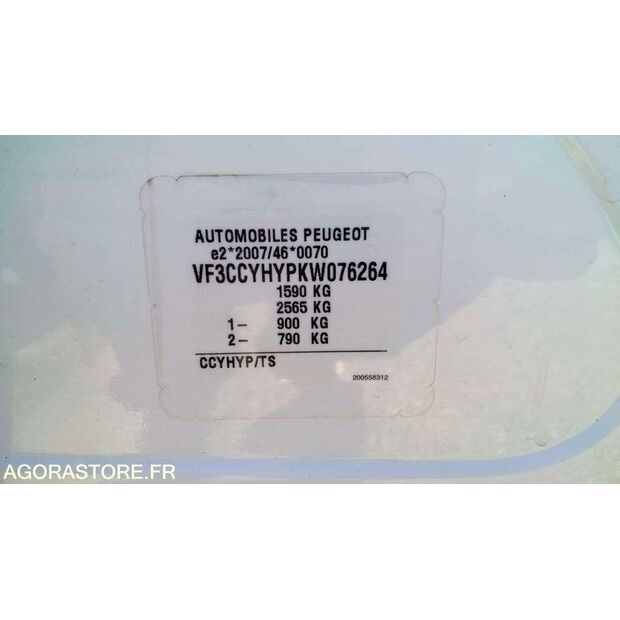 AUTOMOBILES PEUGEOT
e2*2007/46*0070
VF3CCYHYPKW076264
1590 KG
2565 KG
1- 900 KG
2- 790 KG
CCYHYP/TS
200558312
AGORASTORE.FR